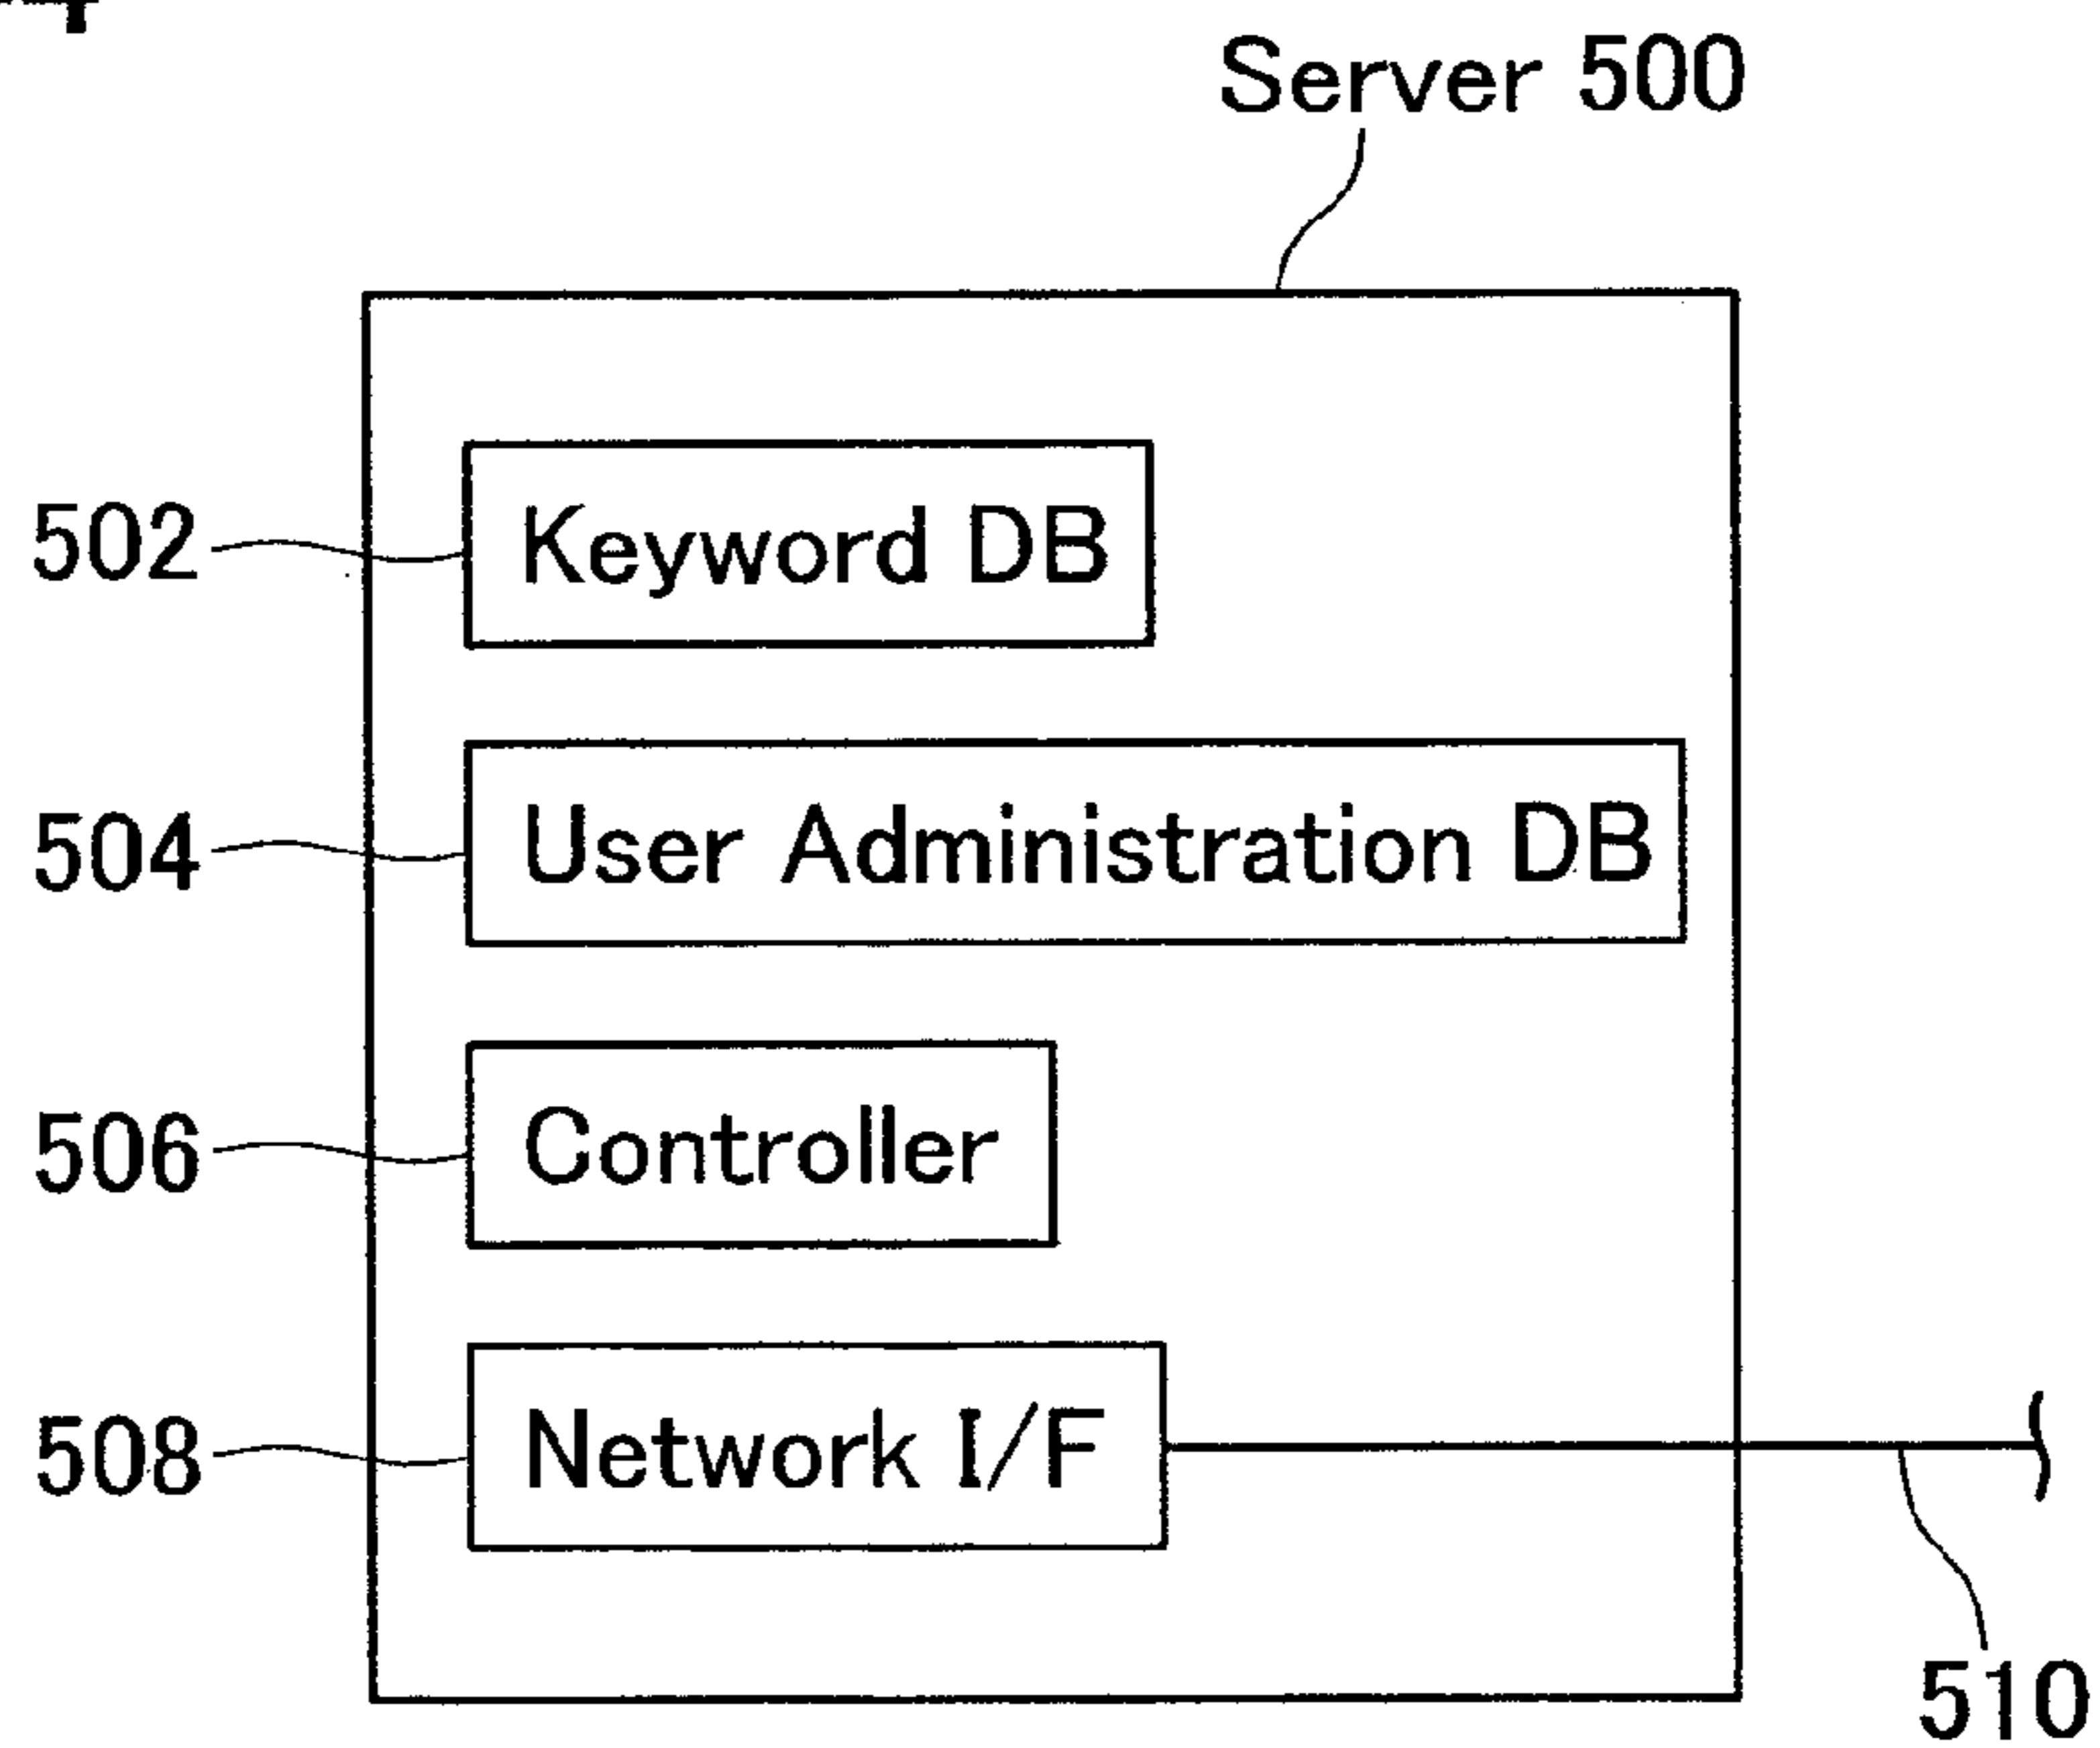 Server 500
502 Keyword DB
504 User Administration DB
506 Controller
508 Network I/F
510